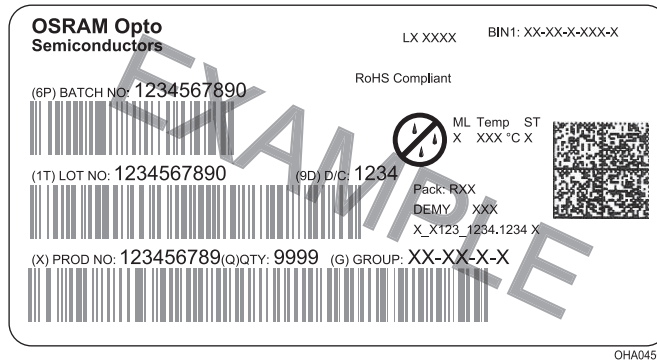 OSRAM Opto
Semiconductors
LX XXXX
BIN1: XX-XX-X-XXX-X
RoHS Compliant
(6P) BATCH NO: 1234567890
ML Temp ST
X XXX °C X
(1T) LOT NO: 1234567890
(9D) D/C: 1234
Pack: RXX
DEMY XXX
X_X123_1234.1234 X
(X) PROD NO: 123456789(Q)QTY: 9999 (G) GROUP: XX-XX-X-X
EXAMPLE
OHA045